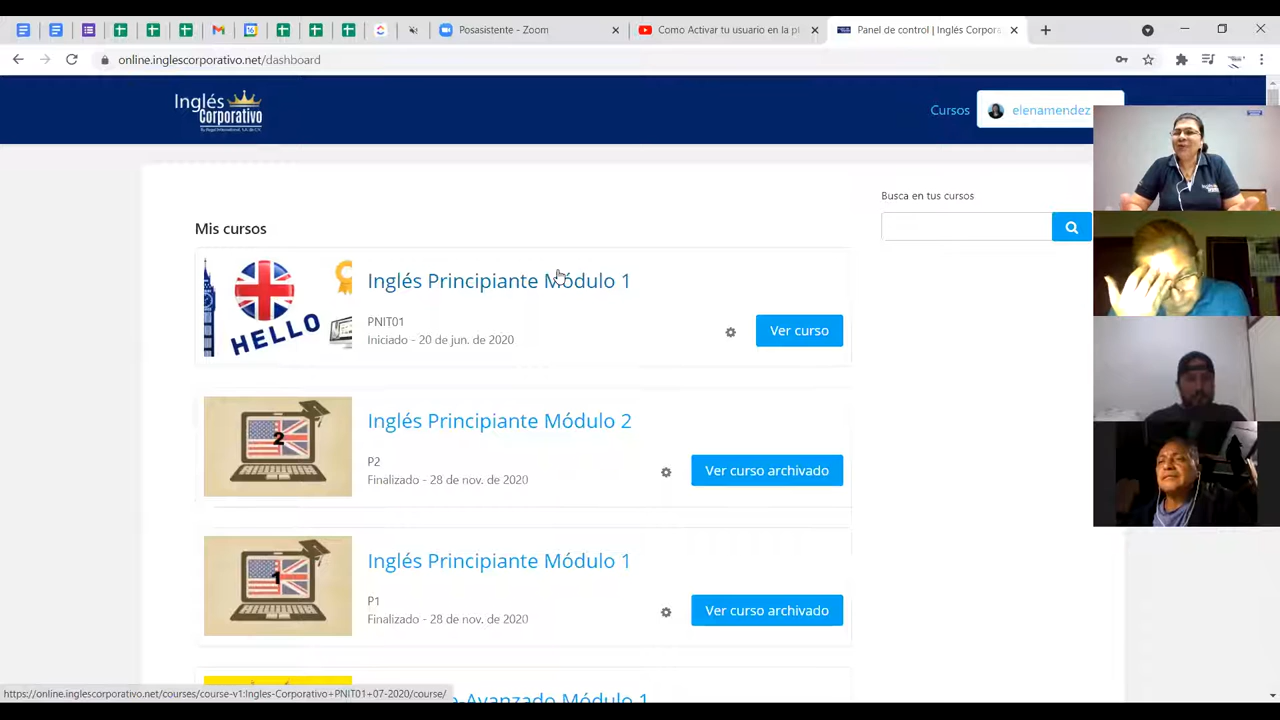 Posasistente - Zoom
Como Activar tu usuario en la pl
Panel de control | Inglés Corpora
online.inglescorporativo.net/dashboard
Inglés
Corporativo
Cursos
elenamendez
Busca en tus cursos
Mis cursos
HELLO
Inglés Principiante Módulo 1
PNIT01
Iniciado - 20 de jun. de 2020
Ver curso
2
Inglés Principiante Módulo 2
P2
Finalizado - 28 de nov. de 2020
Ver curso archivado
1
Inglés Principiante Módulo 1
P1
Finalizado - 28 de nov. de 2020
Ver curso archivado
e-Avanzado Módulo 1
https://online.inglescorporativo.net/courses/course-v1:Ingles-Corporativo+PNIT01+07-2020/course/